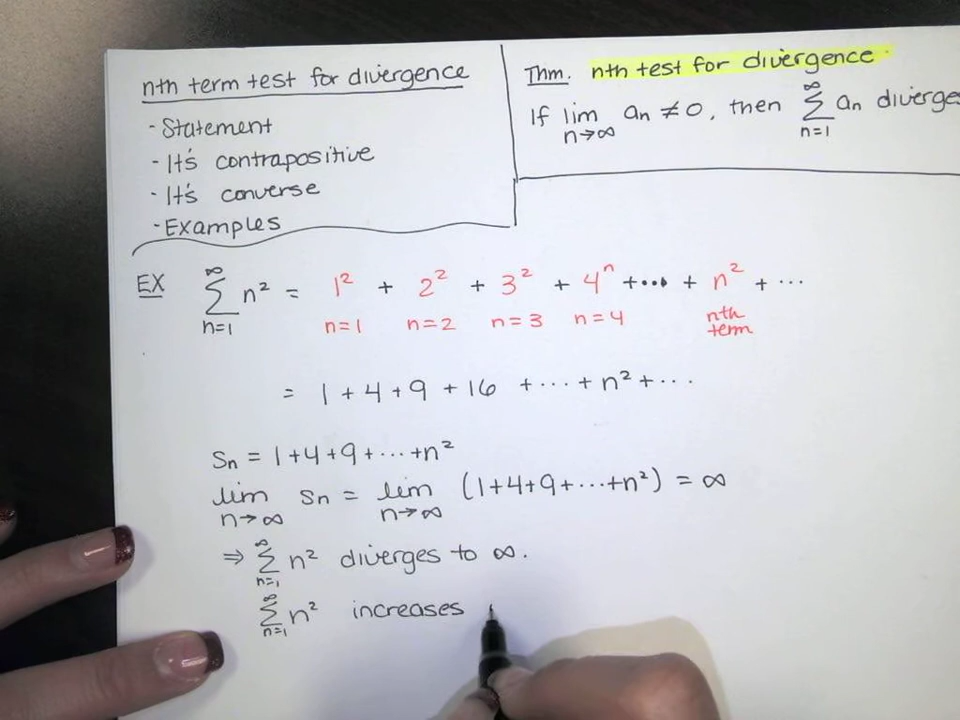 nth term test for divergence
- Statement
- It's contrapositive
- It's converse
- Examples
Thm. nth test for divergence
If lim n→∞ an ≠ 0, then ∞ Σ n=1 an diverge
EX ∞ Σ n=1 n² = 1² + 2² + 3² + 4ⁿ + ... + n² + ...
n=1 n=2 n=3 n=4 nth term
= 1 + 4 + 9 + 16 + ... + n² + ...
Sn = 1+4+9+...+n²
lim n→∞ Sn = lim n→∞ (1+4+9+...+n²) = ∞
⇒ ∞ Σ n=1 n² diverges to ∞.
∞ Σ n=1 n² increases